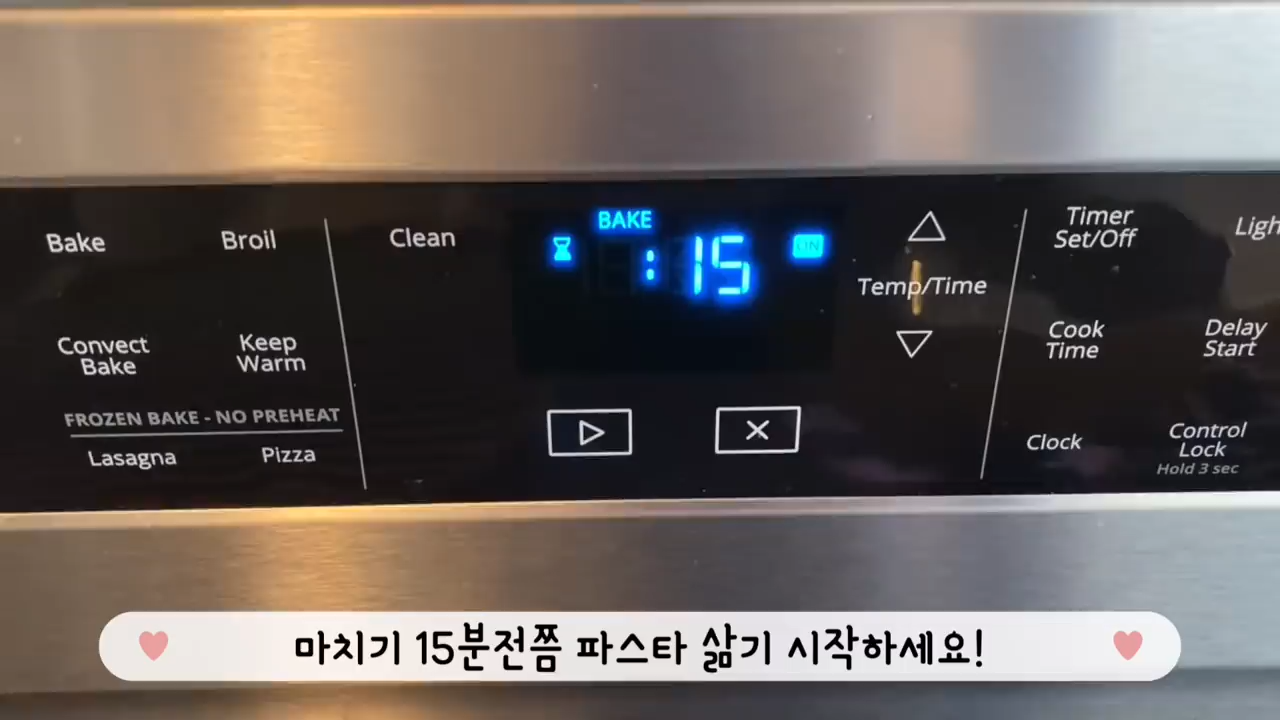 Bake
Broil
Clean
BAKE
:15
ON
Temp/Time
Timer
Set/Off
Convect
Bake
Keep
Warm
Cook
Time
Delay
Start
FROZEN BAKE - NO PREHEAT
Lasagna
Pizza
Clock
Control
Lock
Hold 3 sec
마치기 15분전쯤 파스타 삶기 시작하세요!